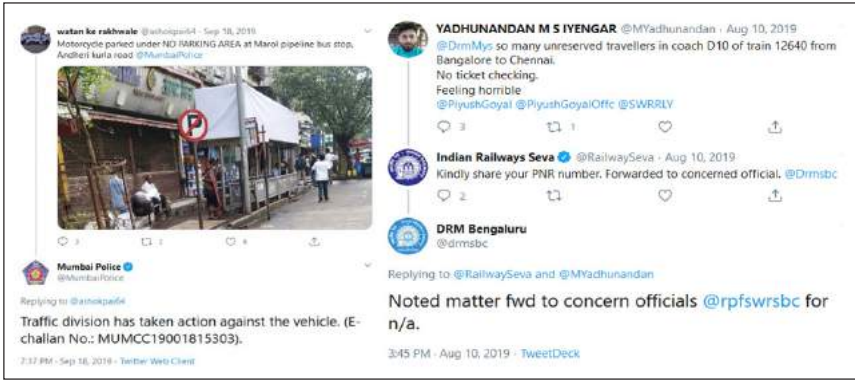 watan ke rakhwale @ashokpai64 · Sep 18, 2019
Motorcycle parked under NO PARKING AREA at Marol pipeline bus stop,
Andheri kurla road @MumbaiPolice
P
3 2 6
Mumbai Police
@MumbaiPolice
Replying to @ashokpai64
Traffic division has taken action against the vehicle. (E-
challan No.: MUMCC19001815303).
7:37 PM · Sep 18, 2019 · Twitter Web Client
YADHUNANDAN M S IYENGAR @MYadhunandan · Aug 10, 2019
@DrmMys so many unreserved travellers in coach D10 of train 12640 from
Bangalore to Chennai.
No ticket checking.
Feeling horrible
@PiyushGoyal @PiyushGoyalOffc @SWRRLY
3 1
Indian Railways Seva @RailwaySeva · Aug 10, 2019
Kindly share your PNR number. Forwarded to concerned official. @Drmsbc
2
DRM Bengaluru
@drmsbc
Replying to @RailwaySeva and @MYadhunandan
Noted matter fwd to concern officials @rpfswrsbc for
n/a.
3:45 PM · Aug 10, 2019 · TweetDeck